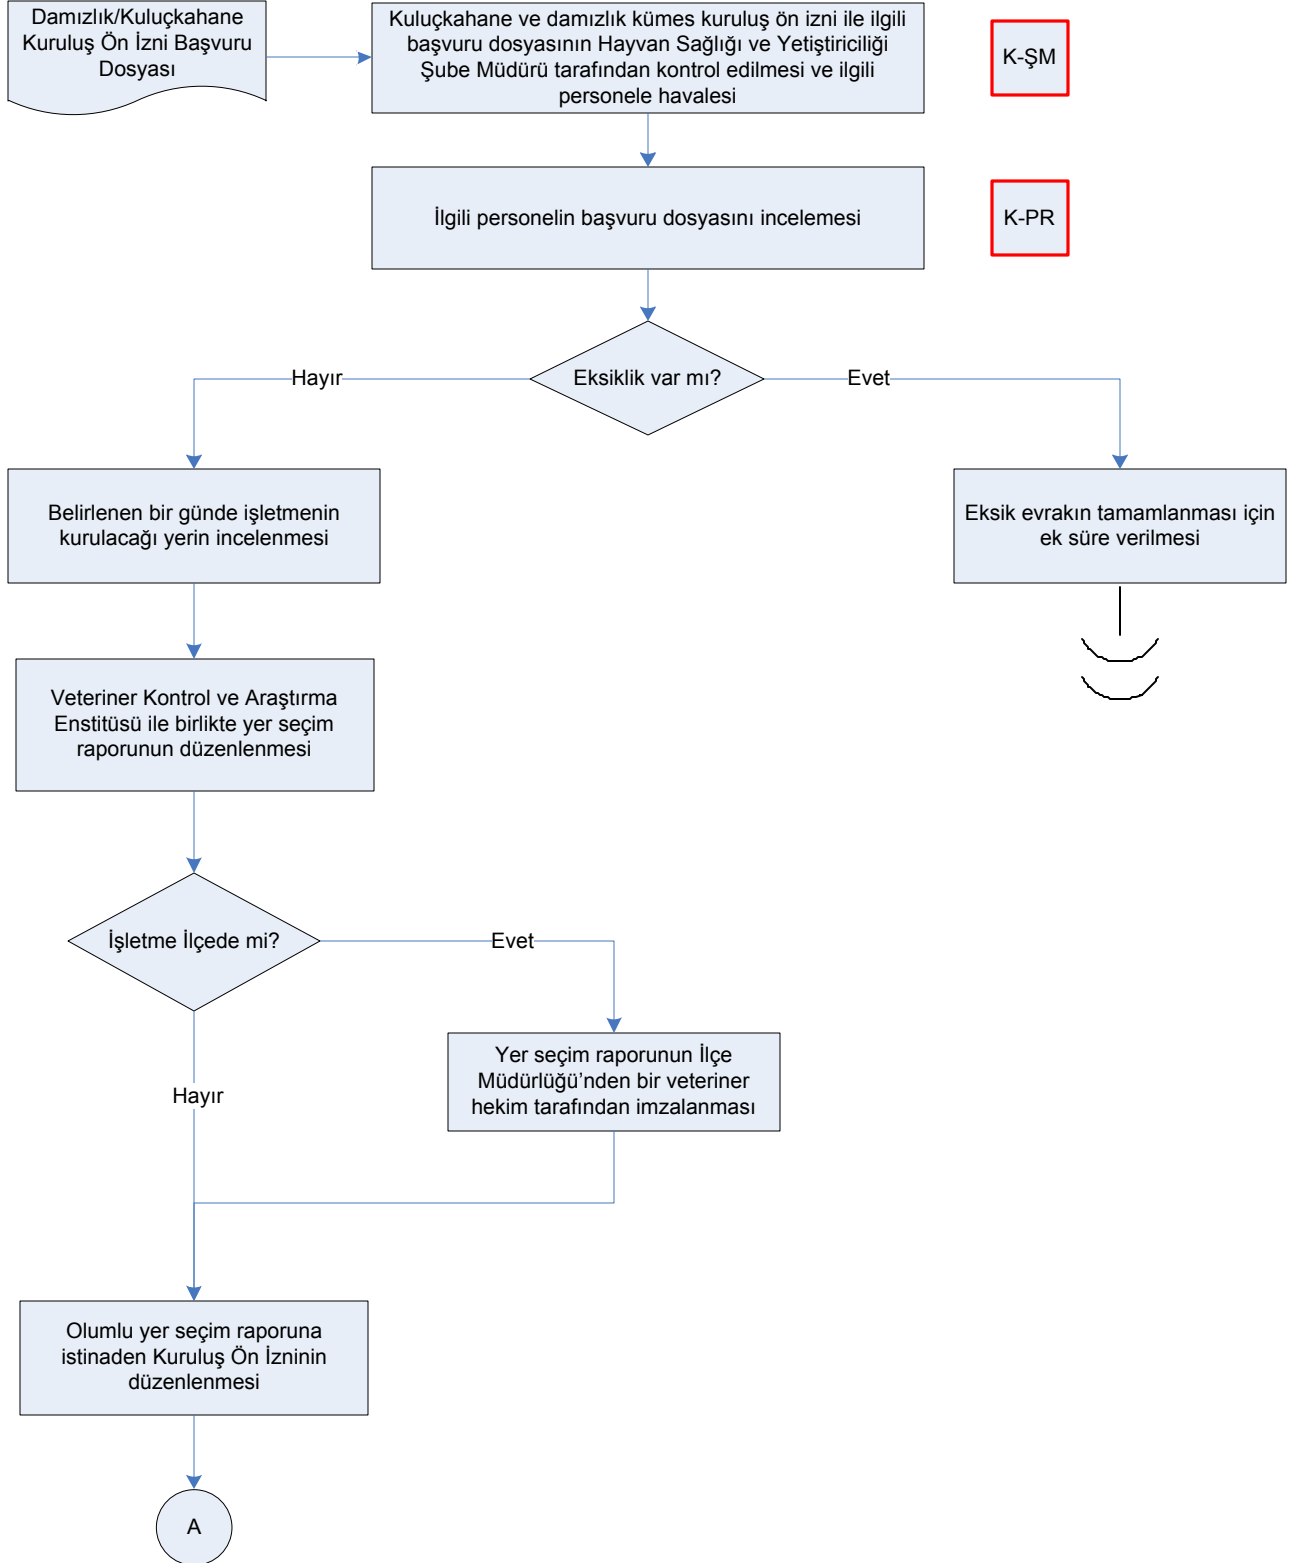 Damızlık/Kuluçkahane
Kuruluş Ön İzni Başvuru
Dosyası
Kuluçkahane ve damızlık kümes kuruluş ön izni ile ilgili
başvuru dosyasının Hayvan Sağlığı ve Yetiştiriciliği
Şube Müdürü tarafından kontrol edilmesi ve ilgili
personele havalesi
K-ŞM
İlgili personelin başvuru dosyasını incelemesi
K-PR
Eksiklik var mı?
Hayır
Evet
Belirlenen bir günde işletmenin
kurulacağı yerin incelenmesi
Eksik evrakın tamamlanması için
ek süre verilmesi
Veteriner Kontrol ve Araştırma
Enstitüsü ile birlikte yer seçim
raporunun düzenlenmesi
İşletme İlçede mi?
Evet
Yer seçim raporunun İlçe
Müdürlüğü’nden bir veteriner
hekim tarafından imzalanması
Hayır
Olumlu yer seçim raporuna
istinaden Kuruluş Ön İzninin
düzenlenmesi
A